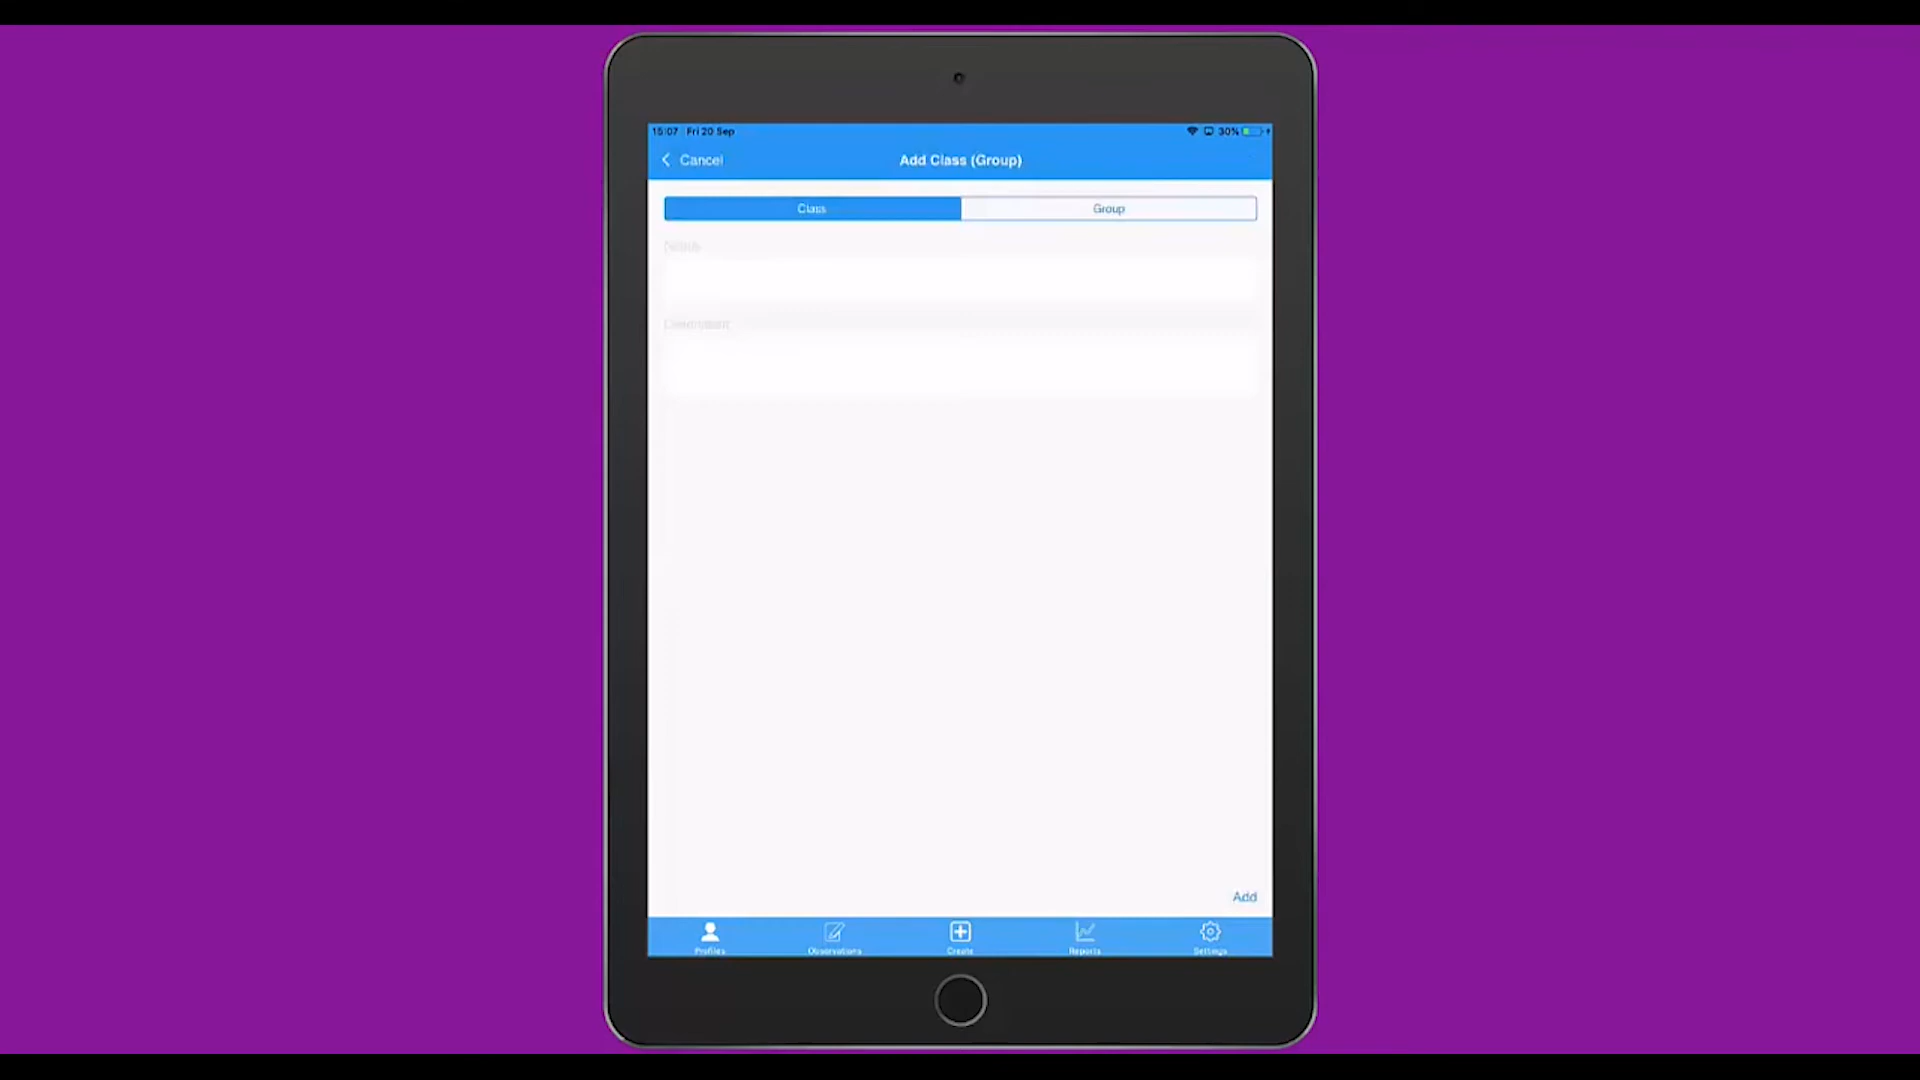 15:07 Fri 20 Sep 30%
Cancel Add Class (Group)
Class Group
Name
Comment
Add
Profiles Observations Create Reports Settings